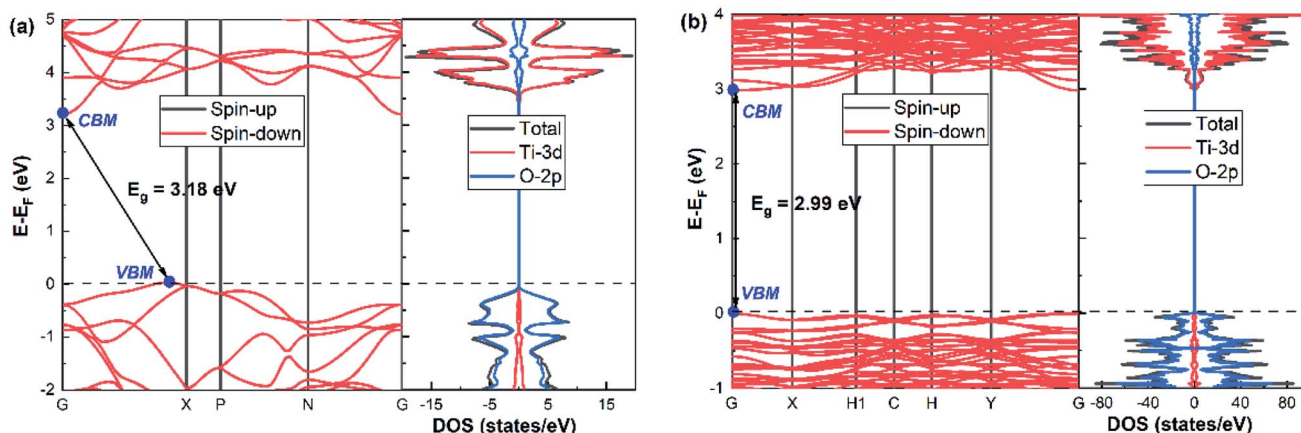 (a)
5
4
3
2
1
0
-1
-2
E-E_F (eV)
CBM
VBM
E_g = 3.18 eV
Spin-up
Spin-down
G X P N G
Total
Ti-3d
O-2p
-15 -5 5 15
DOS (states/eV)
(b)
4
3
2
1
0
-1
E-E_F (eV)
CBM
VBM
E_g = 2.99 eV
Spin-up
Spin-down
G X H1 C H Y G
Total
Ti-3d
O-2p
-80 -40 0 40 80
DOS (states/eV)